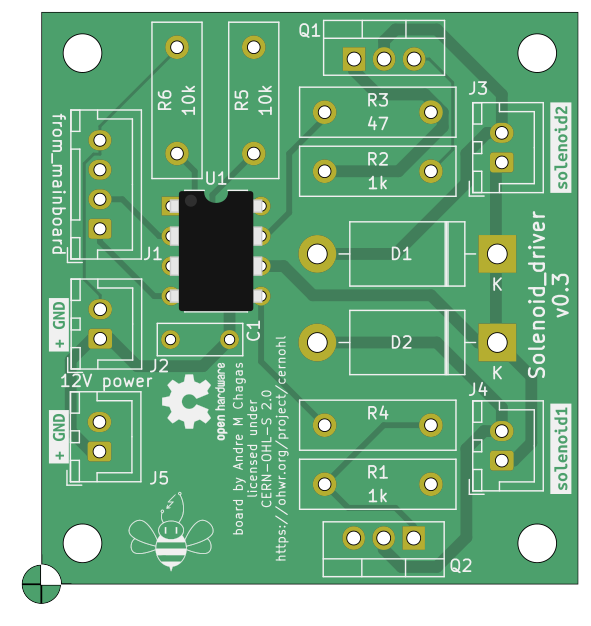 Q1
J3
R6
10k
R5
10k
R3
47
R2
1k
solenoid2
from_mainboard
U1
J1
D1
K
Solenoid_driver
v0.3
+ GND
C1
J2
12V power
D2
K
J4
+ GND
J5
open hardware
board by Andre M Chagas
licensed under
CERN-OHL-S 2.0
https://ohwr.org/project/cernohl
R4
R1
1k
solenoid1
Q2